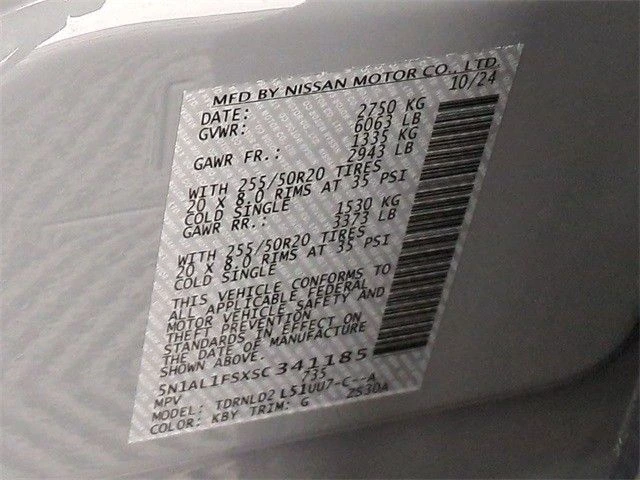 MFD BY NISSAN MOTOR CO., LTD.
DATE: 10/24
GVWR: 2750 KG
6063 LB
GAWR FR.: 1335 KG
2943 LB
WITH 255/50R20 TIRES
20 X 8.0 RIMS AT 35 PSI
COLD SINGLE
GAWR RR.: 1530 KG
3373 LB
WITH 255/50R20 TIRES
20 X 8.0 RIMS AT 35 PSI
COLD SINGLE
THIS VEHICLE CONFORMS TO
ALL APPLICABLE FEDERAL
MOTOR VEHICLE SAFETY AND
THEFT PREVENTION
STANDARDS IN EFFECT ON
THE DATE OF MANUFACTURE
SHOWN ABOVE.
5N1AL1FSXSC341185
MPV 735
MODEL: TDRNLD2 L51UU7-C--A
COLOR: KBY TRIM: G ZS30A